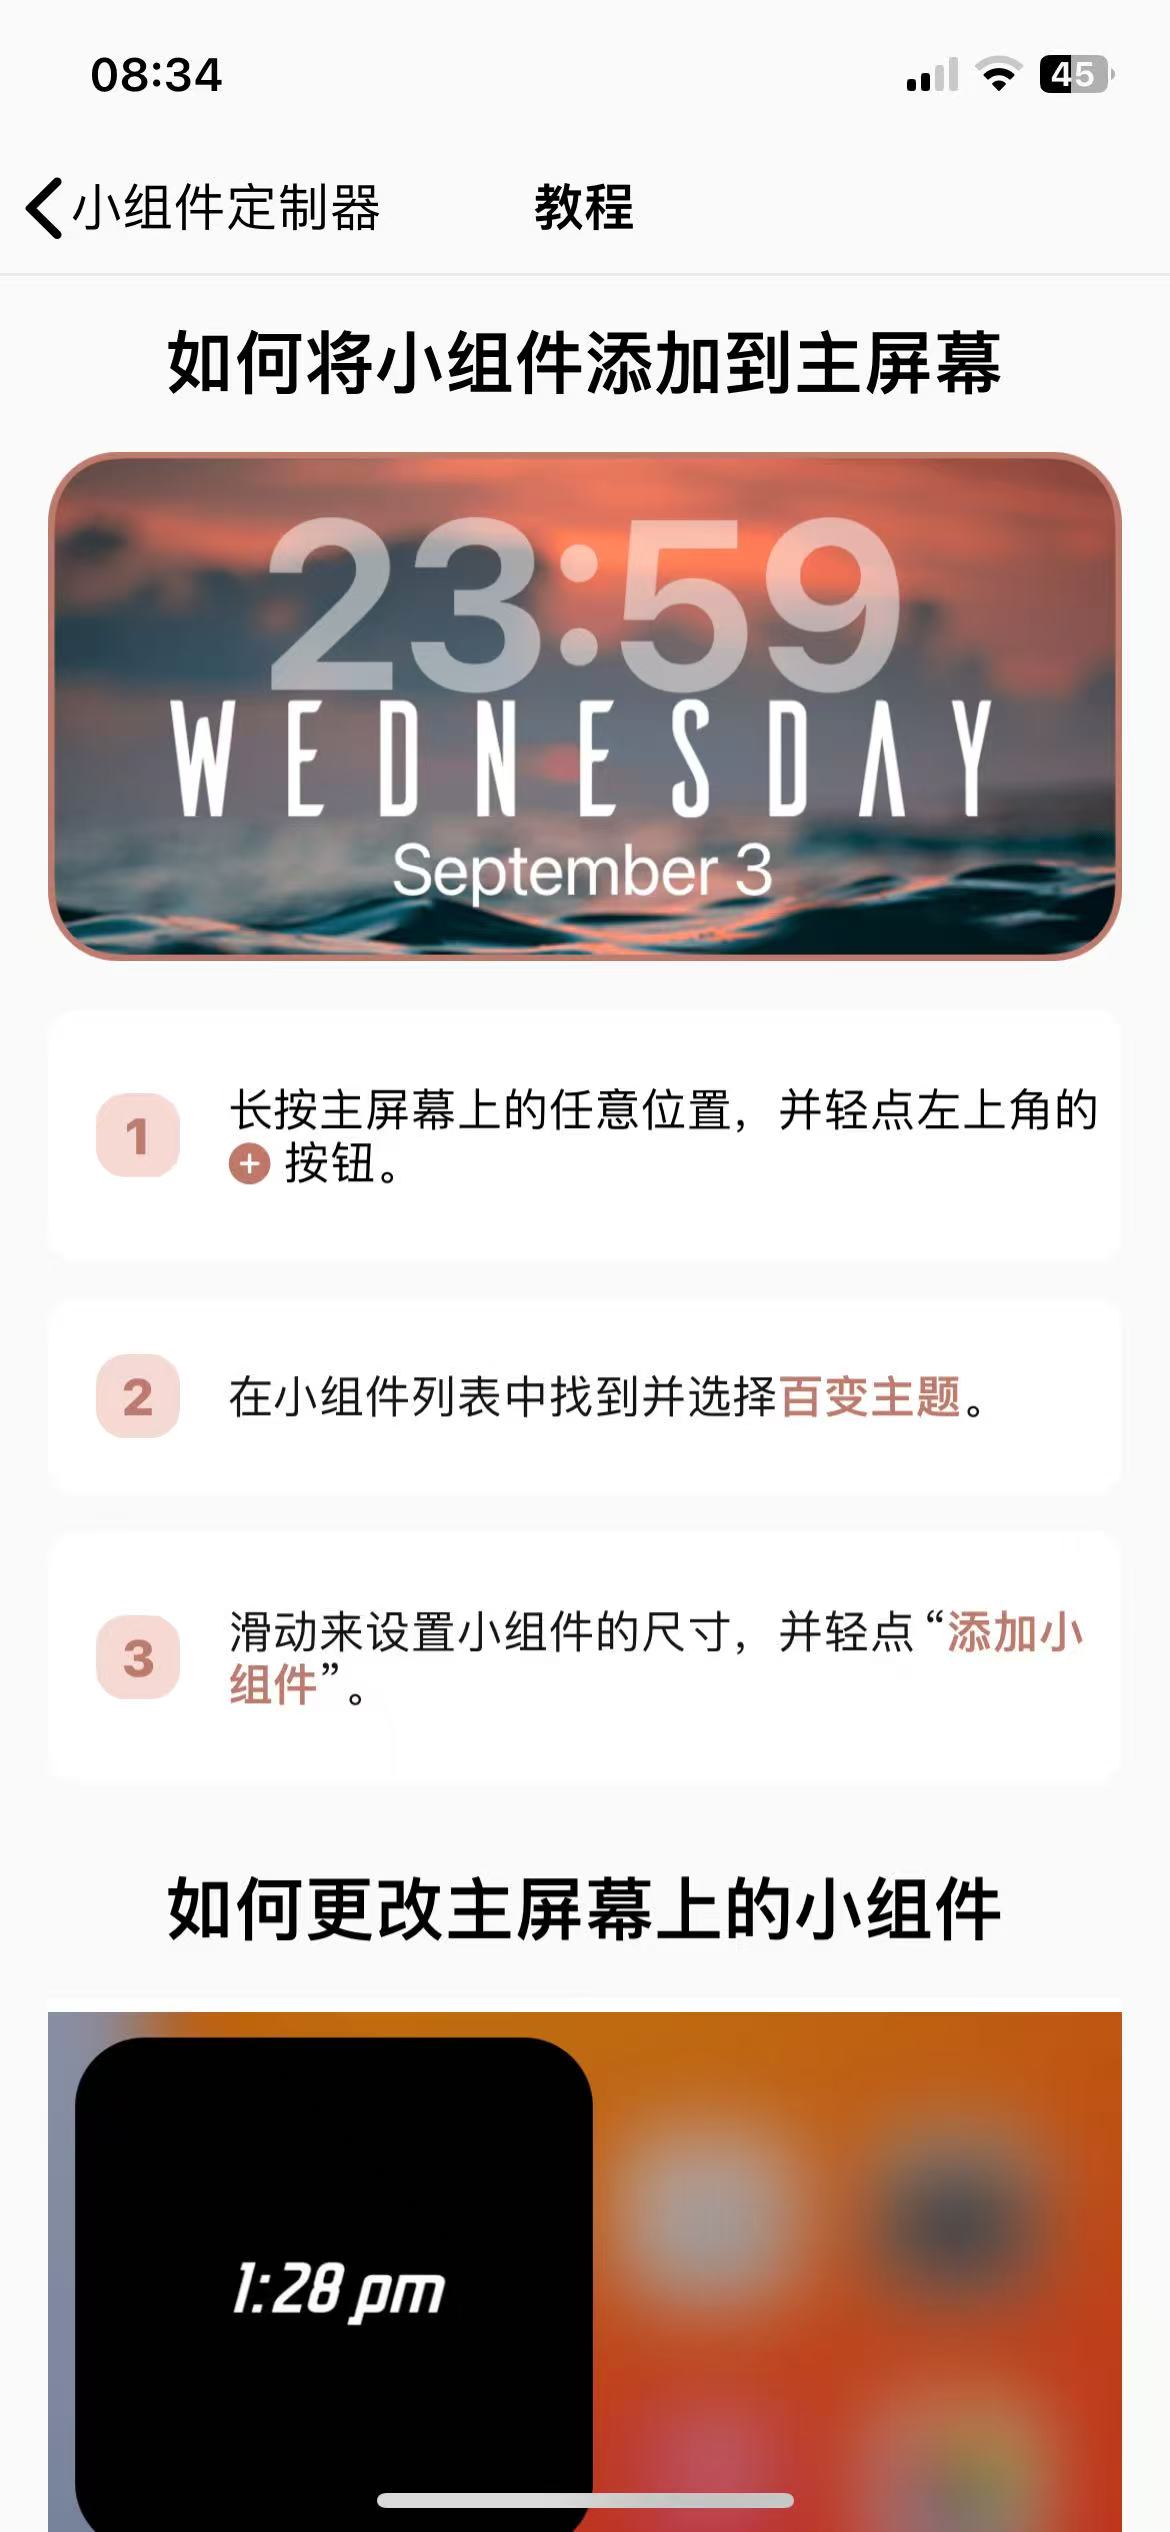 08:34
45
小组件定制器
教程
如何将小组件添加到主屏幕
23:59
WEDNESDAY
September 3
1
长按主屏幕上的任意位置，并轻点左上角的
+ 按钮。
2
在小组件列表中找到并选择百变主题。
3
滑动来设置小组件的尺寸，并轻点“添加小
组件”。
如何更改主屏幕上的小组件
1:28 pm